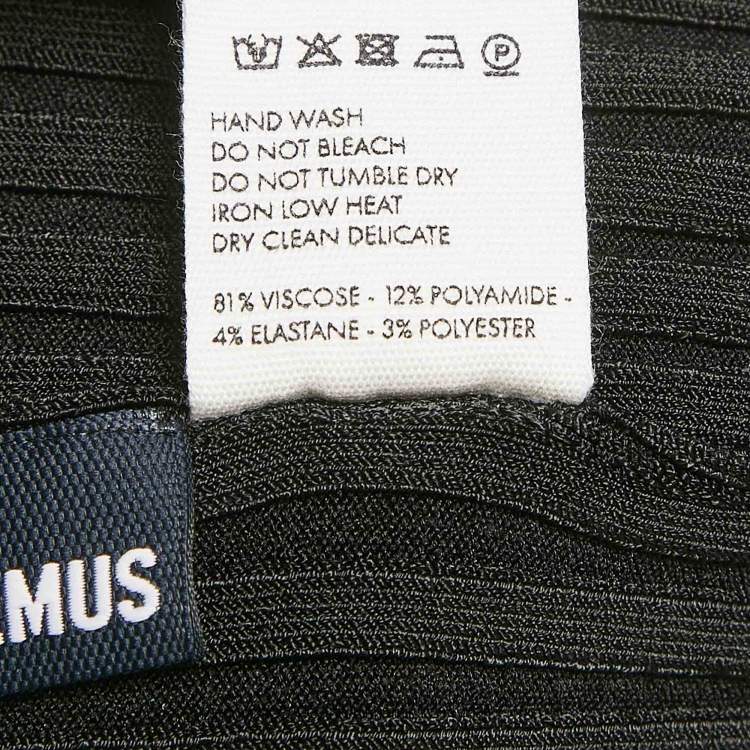 P
HAND WASH
DO NOT BLEACH
DO NOT TUMBLE DRY
IRON LOW HEAT
DRY CLEAN DELICATE
81% VISCOSE - 12% POLYAMIDE -
4% ELASTANE - 3% POLYESTER
MUS